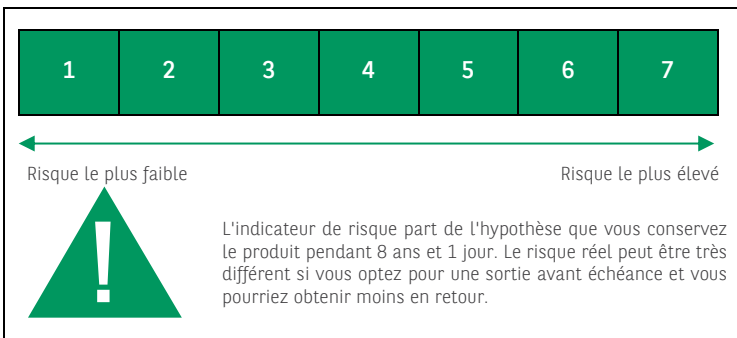 1 2 3 4 5 6 7
Risque le plus faible Risque le plus élevé
!
L'indicateur de risque part de l'hypothèse que vous conservez
le produit pendant 8 ans et 1 jour. Le risque réel peut être très
différent si vous optez pour une sortie avant échéance et vous
pourriez obtenir moins en retour.